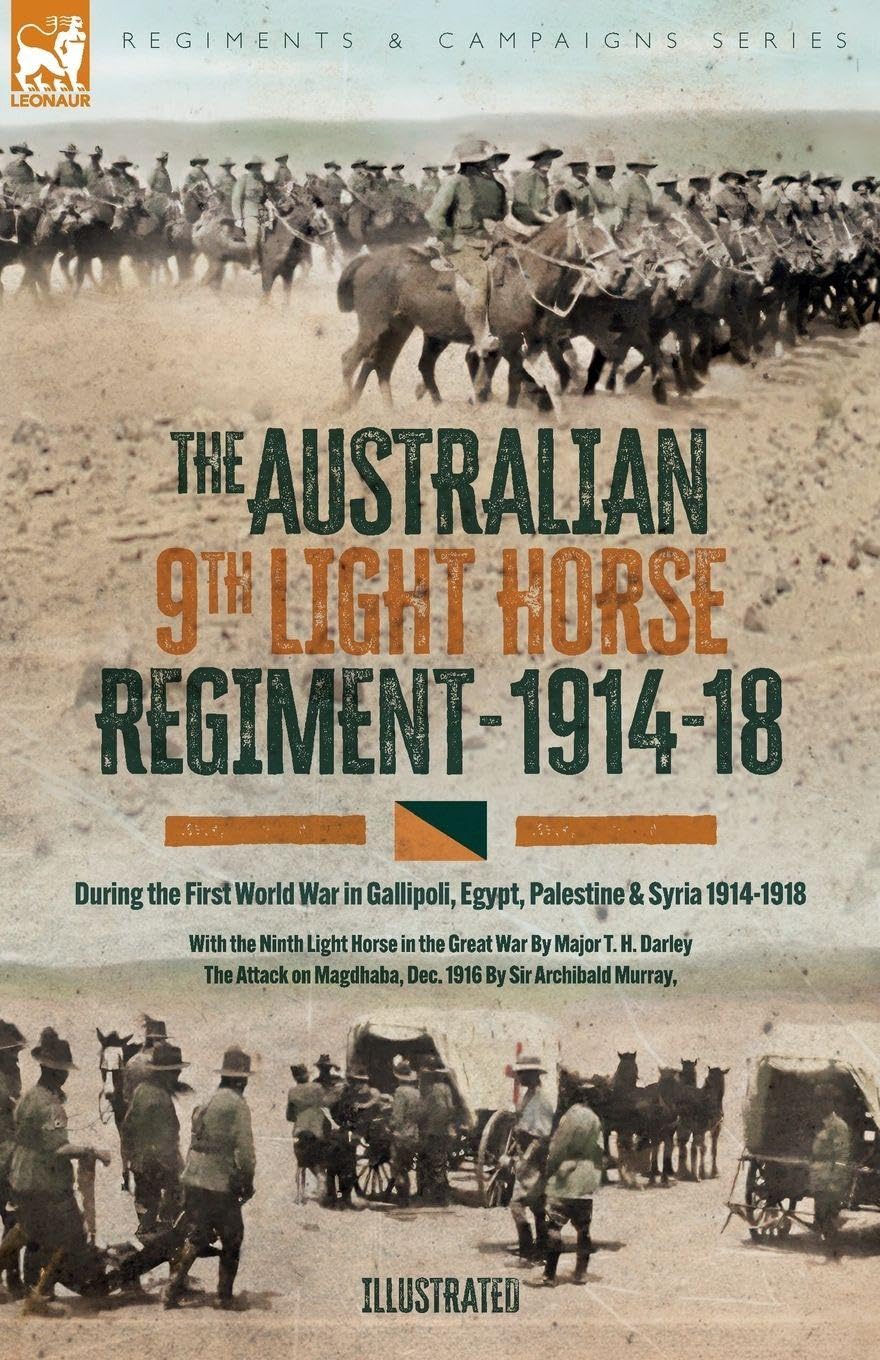 REGIMENTS & CAMPAIGNS SERIES
LEONAUR
THE AUSTRALIAN
9TH LIGHT HORSE
REGIMENT-1914-18
During the First World War in Gallipoli, Egypt, Palestine & Syria 1914-1918
With the Ninth Light Horse in the Great War By Major T. H. Darley
The Attack on Magdhaba, Dec. 1916 By Sir Archibald Murray,
ILLUSTRATED